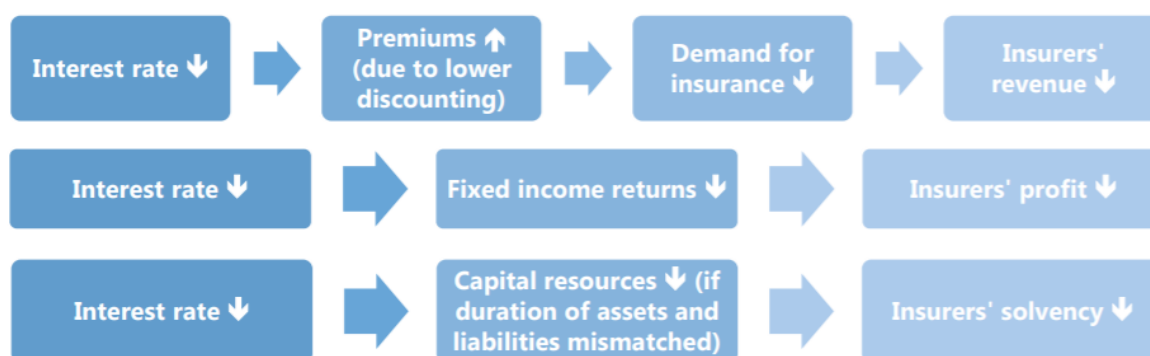 Interest rate ↓
Premiums ↑
(due to lower
discounting)
Demand for
insurance ↓
Insurers'
revenue ↓
Interest rate ↓
Fixed income returns ↓
Insurers' profit ↓
Interest rate ↓
Capital resources ↓ (if
duration of assets and
liabilities mismatched)
Insurers' solvency ↓